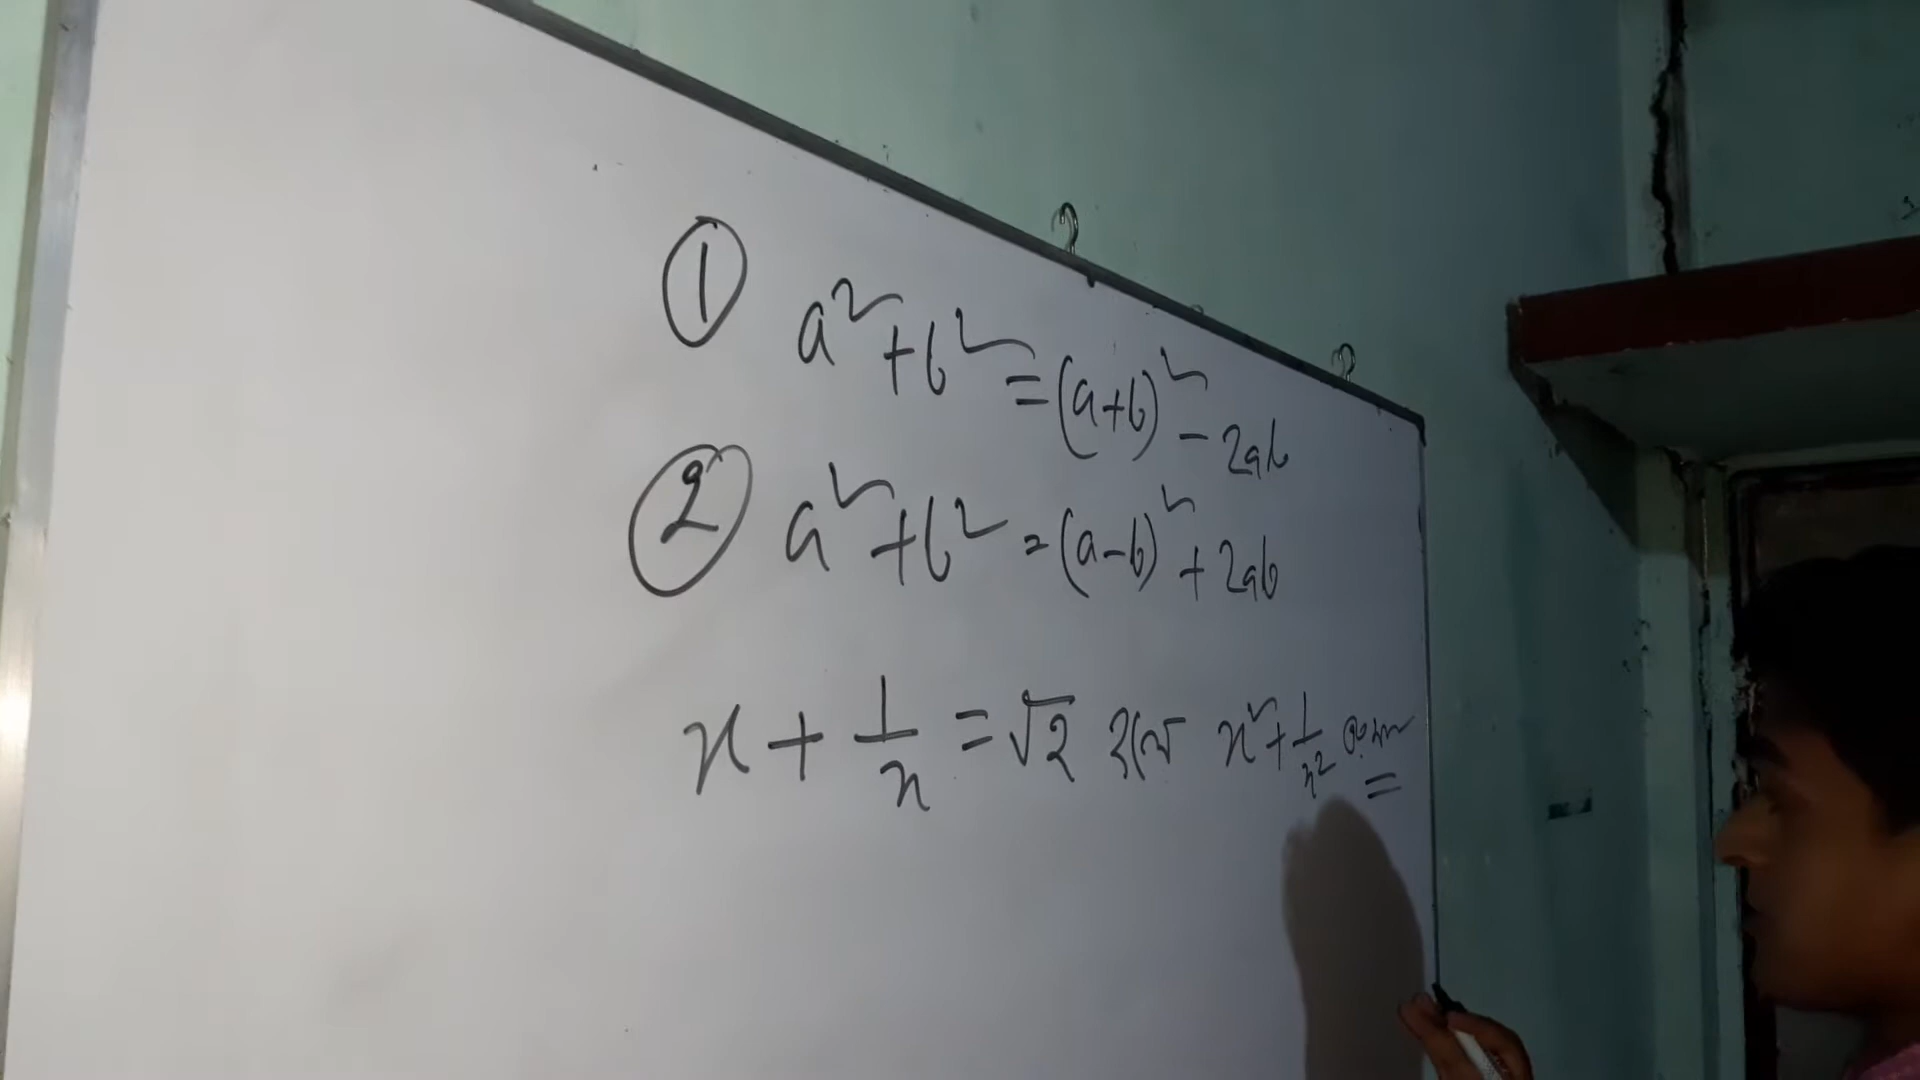 ① a² + b² = (a+b)² - 2ab
② a² + b² = (a-b)² + 2ab
x + 1/x = √2 হলে x² + 1/x² এর মান =